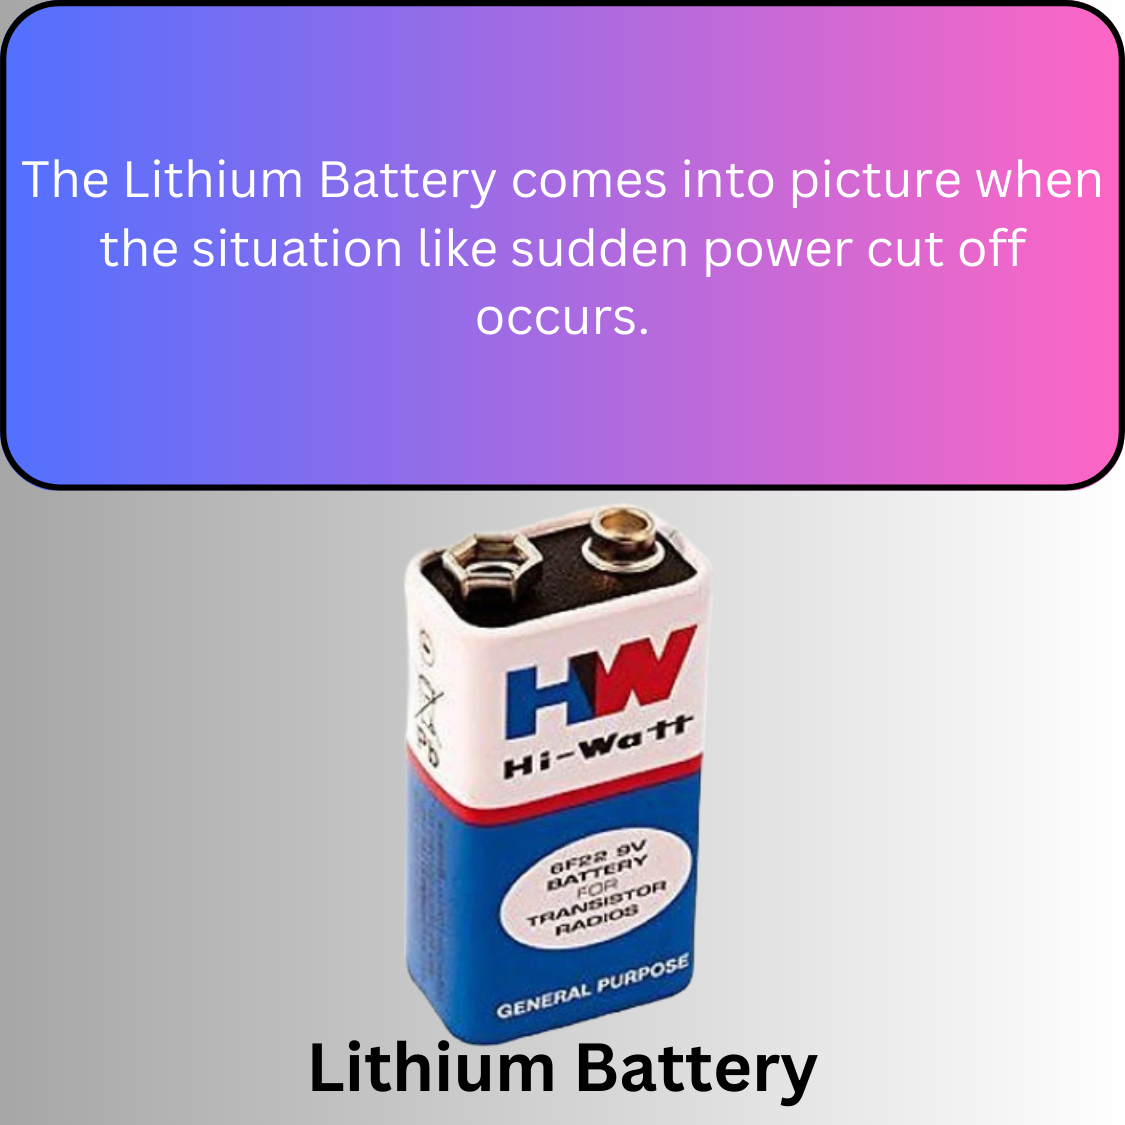 The Lithium Battery comes into picture when
the situation like sudden power cut off
occurs.
HW
Hi-Watt
6F22 9V
BATTERY
FOR
TRANSISTOR
RADIOS
GENERAL PURPOSE
Lithium Battery